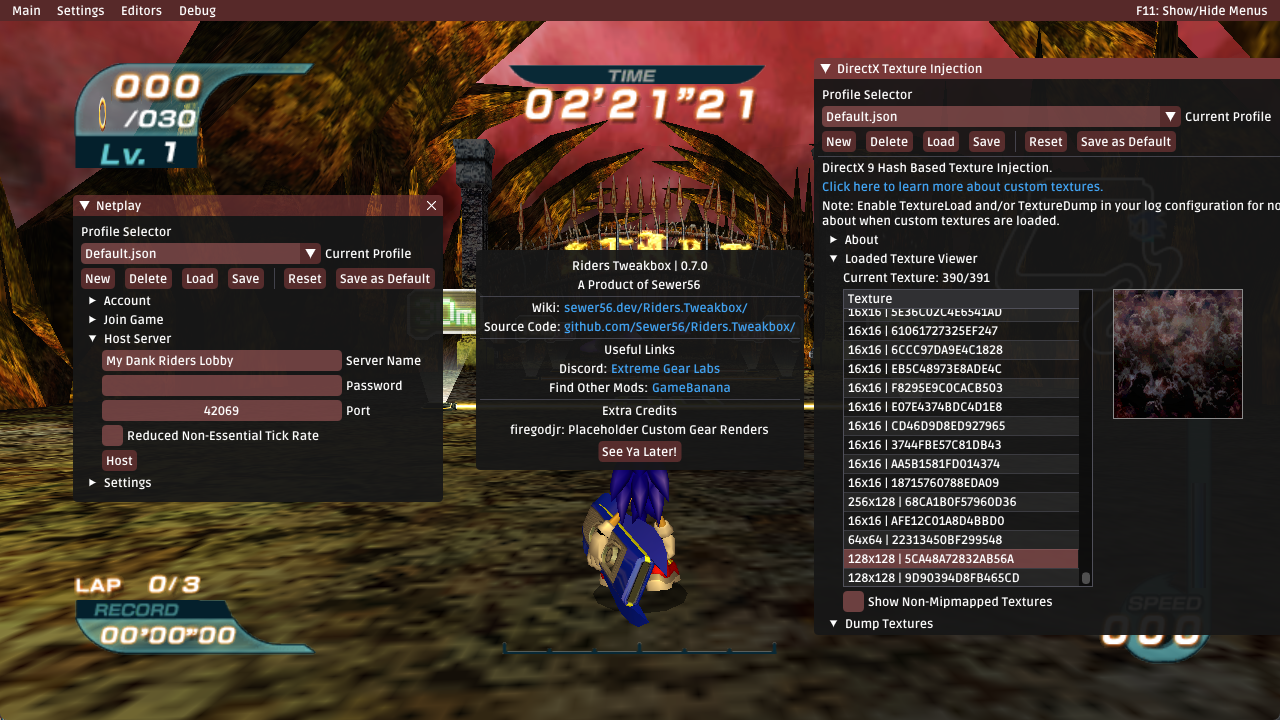 Main Settings Editors Debug F11: Show/Hide Menus
000
/030
Lv. 1
TIME
02'21"21
Netplay
Profile Selector
Default.json Current Profile
New Delete Load Save Reset Save as Default
Account
Join Game
Host Server
My Dank Riders Lobby Server Name
Password
42069 Port
Reduced Non-Essential Tick Rate
Host
Settings
Riders Tweakbox | 0.7.0
A Product of Sewer56
Wiki: sewer56.dev/Riders.Tweakbox/
Source Code: github.com/Sewer56/Riders.Tweakbox/
Useful Links
Discord: Extreme Gear Labs
Find Other Mods: GameBanana
Extra Credits
firegodjr: Placeholder Custom Gear Renders
See Ya Later!
DirectX Texture Injection
Profile Selector
Default.json Current Profile
New Delete Load Save Reset Save as Default
DirectX 9 Hash Based Texture Injection.
Click here to learn more about custom textures.
Note: Enable TextureLoad and/or TextureDump in your log configuration for no
about when custom textures are loaded.
About
Loaded Texture Viewer
Current Texture: 390/391
Texture
16x16 | 5E36C02C4E6541AD
16x16 | 61061727325EF247
16x16 | 6CCC97DA9E4C1828
16x16 | EB5C48973E8ADE4C
16x16 | F8295E9C0CACB503
16x16 | E07E4374BDC4D1E8
16x16 | CD46D9D8ED927965
16x16 | 3744FBE57C81DB43
16x16 | AA5B1581FD014374
16x16 | 18715760788EDA09
256x128 | 68CA1B0F57960D36
16x16 | AFE12C01A8D4BBD0
64x64 | 22313450BF299548
128x128 | 5CA48A72832AB56A
128x128 | 9D90394D8FB465CD
Show Non-Mipmapped Textures
Dump Textures
LAP 0/3
RECORD
00'00"00
SPEED
000